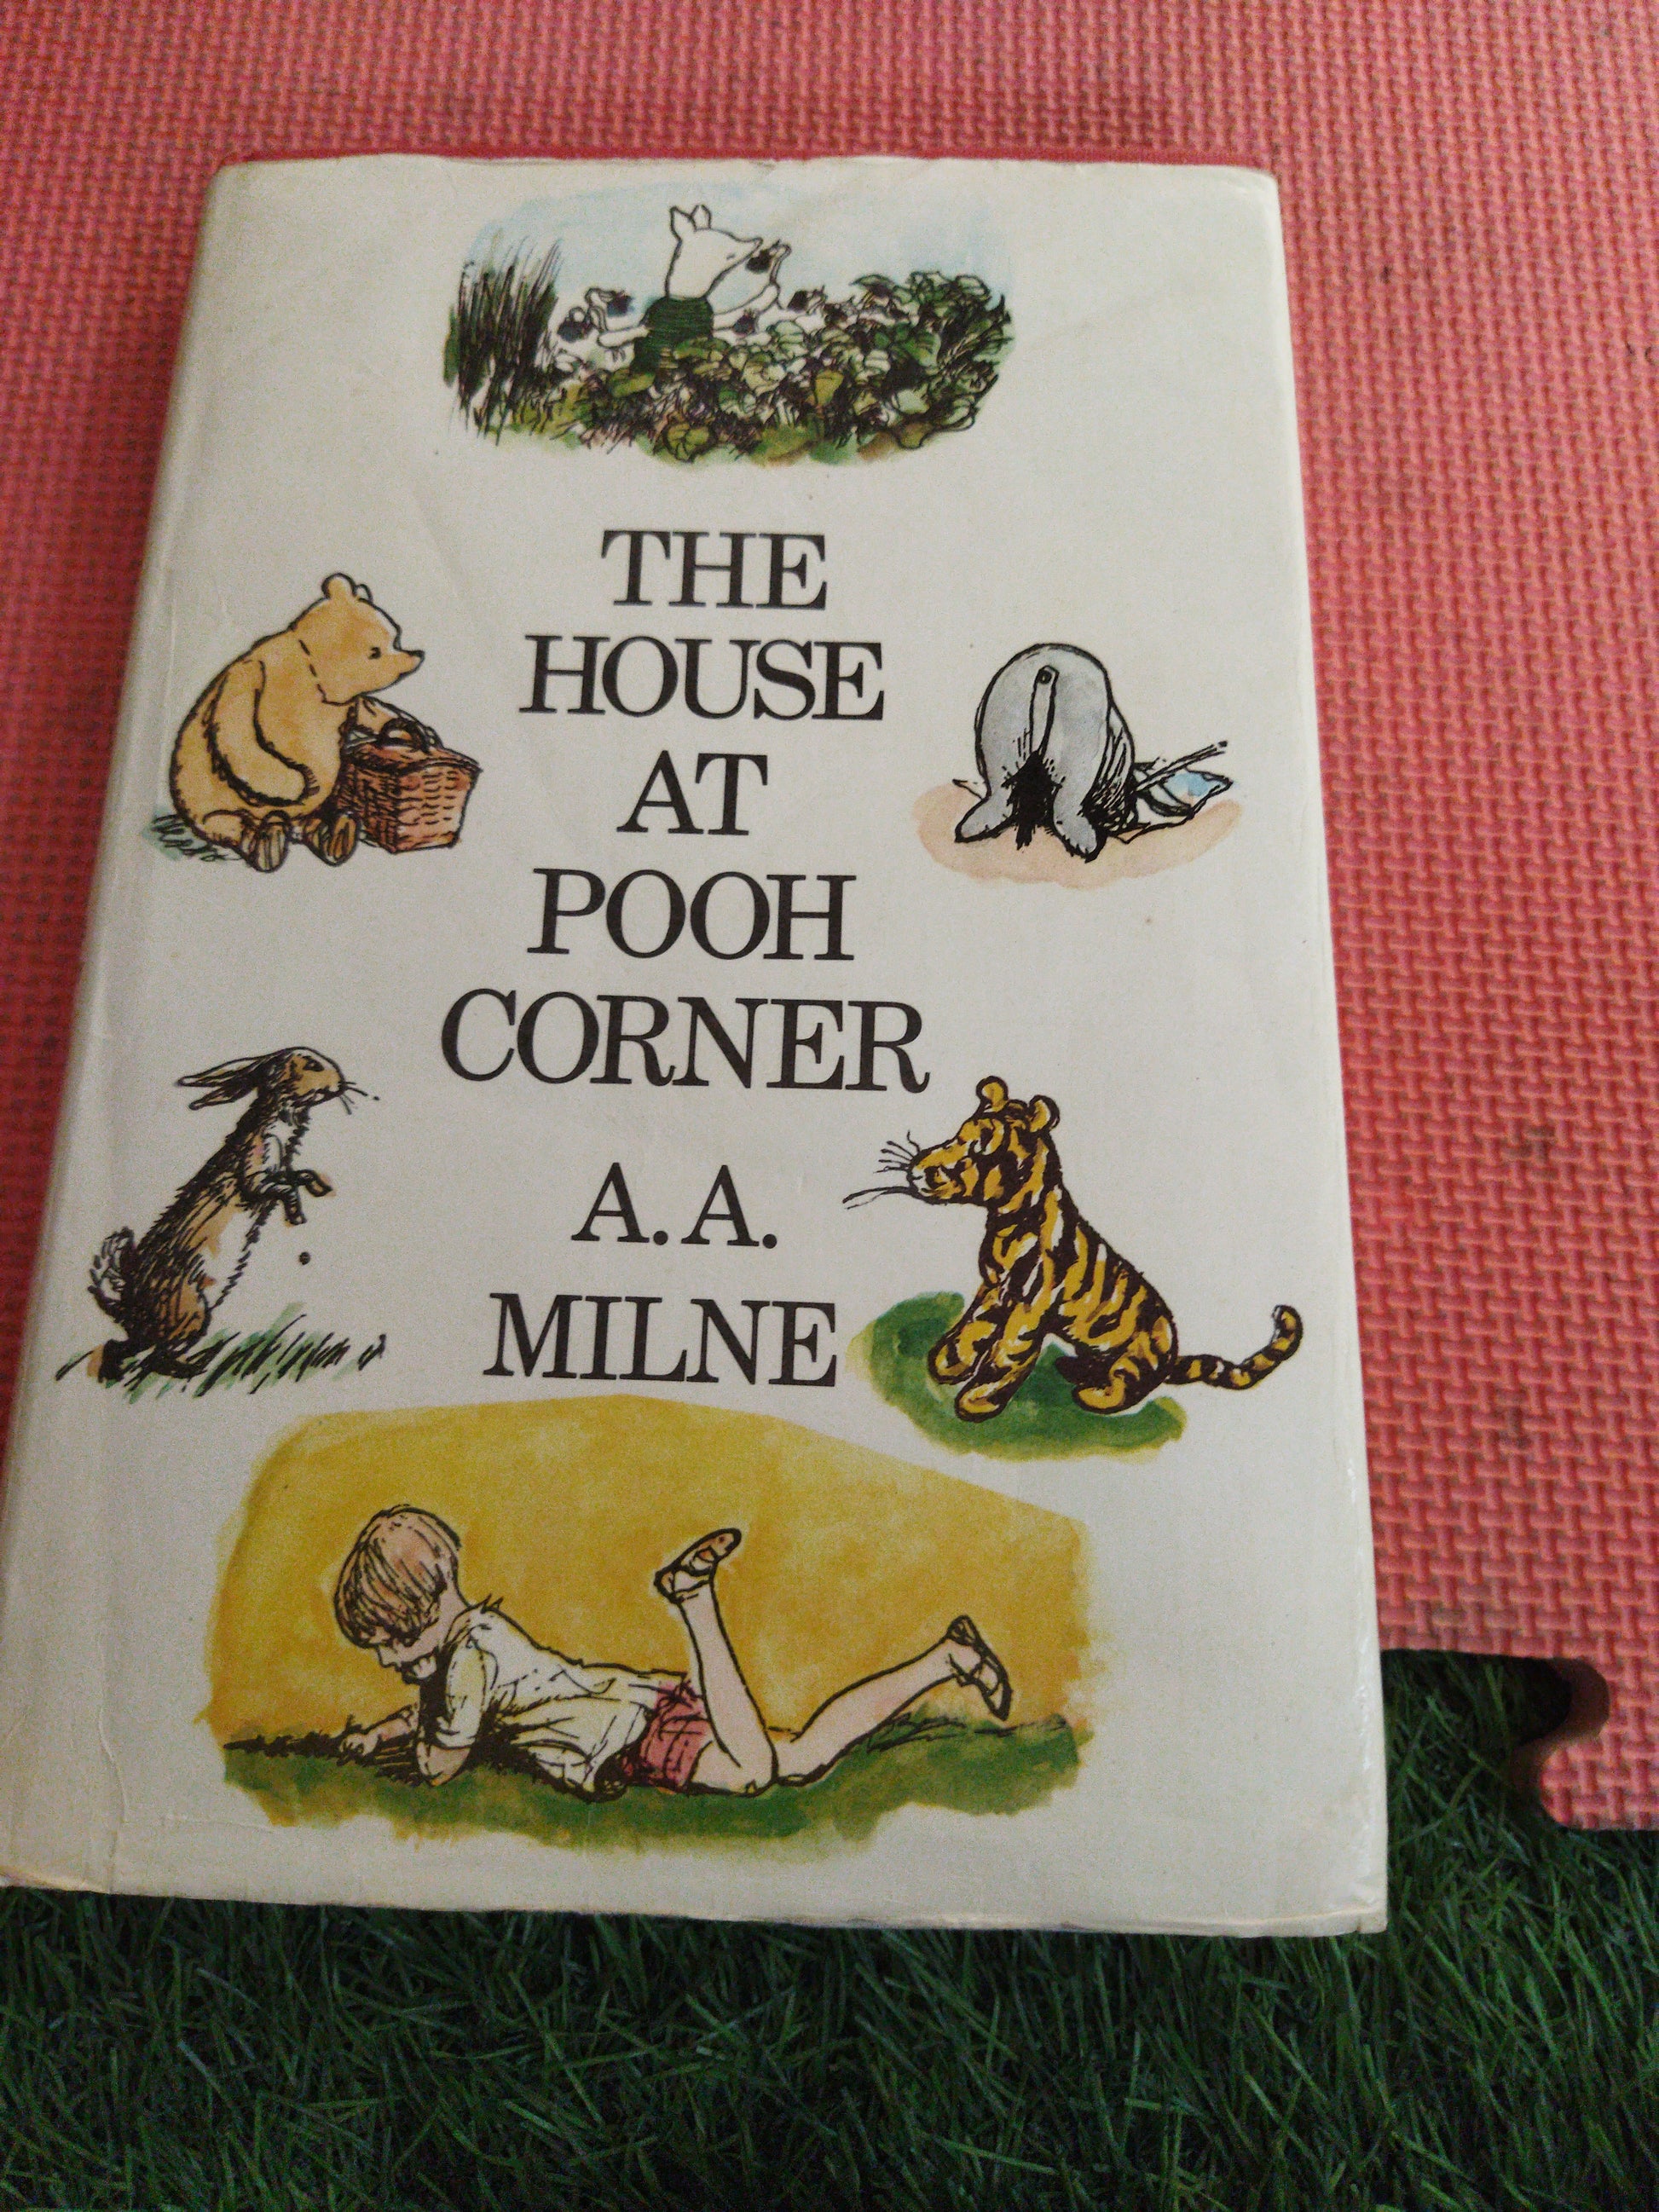 THE
HOUSE
AT
POOH
CORNER
A. A.
MILNE